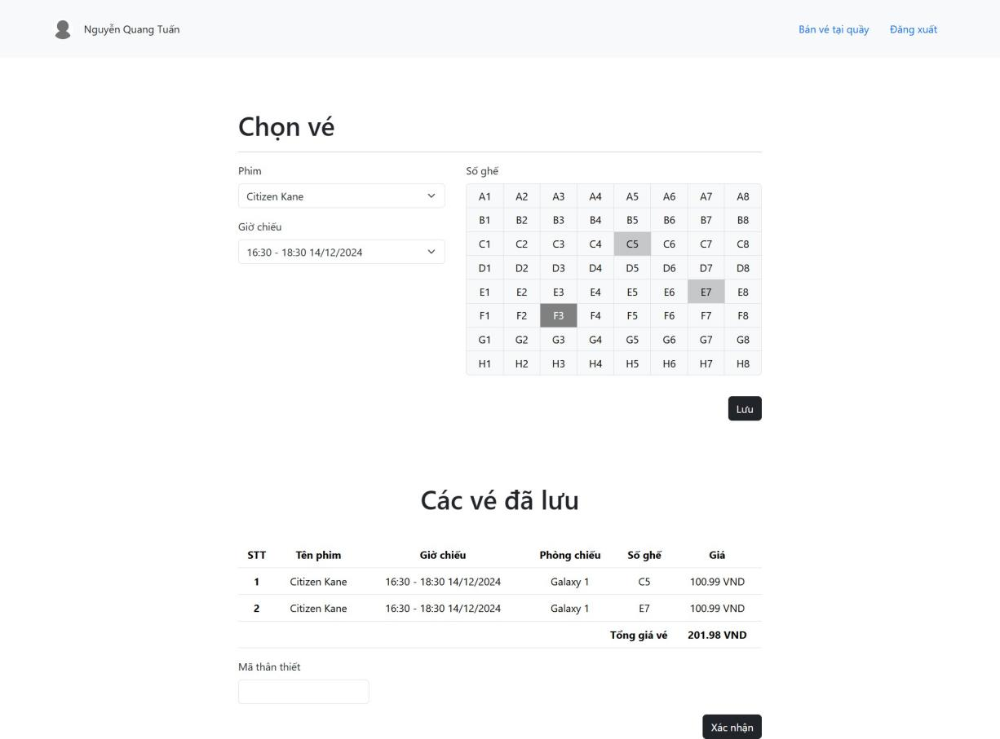 Nguyễn Quang Tuấn Bán vé tại quầy Đăng xuất
Chọn vé
Phim
Citizen Kane
Giờ chiếu
16:30 - 18:30 14/12/2024
Số ghế
A1 A2 A3 A4 A5 A6 A7 A8
B1 B2 B3 B4 B5 B6 B7 B8
C1 C2 C3 C4 C5 C6 C7 C8
D1 D2 D3 D4 D5 D6 D7 D8
E1 E2 E3 E4 E5 E6 E7 E8
F1 F2 F3 F4 F5 F6 F7 F8
G1 G2 G3 G4 G5 G6 G7 G8
H1 H2 H3 H4 H5 H6 H7 H8
Lưu
Các vé đã lưu
STT Tên phim Giờ chiếu Phòng chiếu Số ghế Giá
1 Citizen Kane 16:30 - 18:30 14/12/2024 Galaxy 1 C5 100.99 VND
2 Citizen Kane 16:30 - 18:30 14/12/2024 Galaxy 1 E7 100.99 VND
Tổng giá vé 201.98 VND
Mã thân thiết
Xác nhận